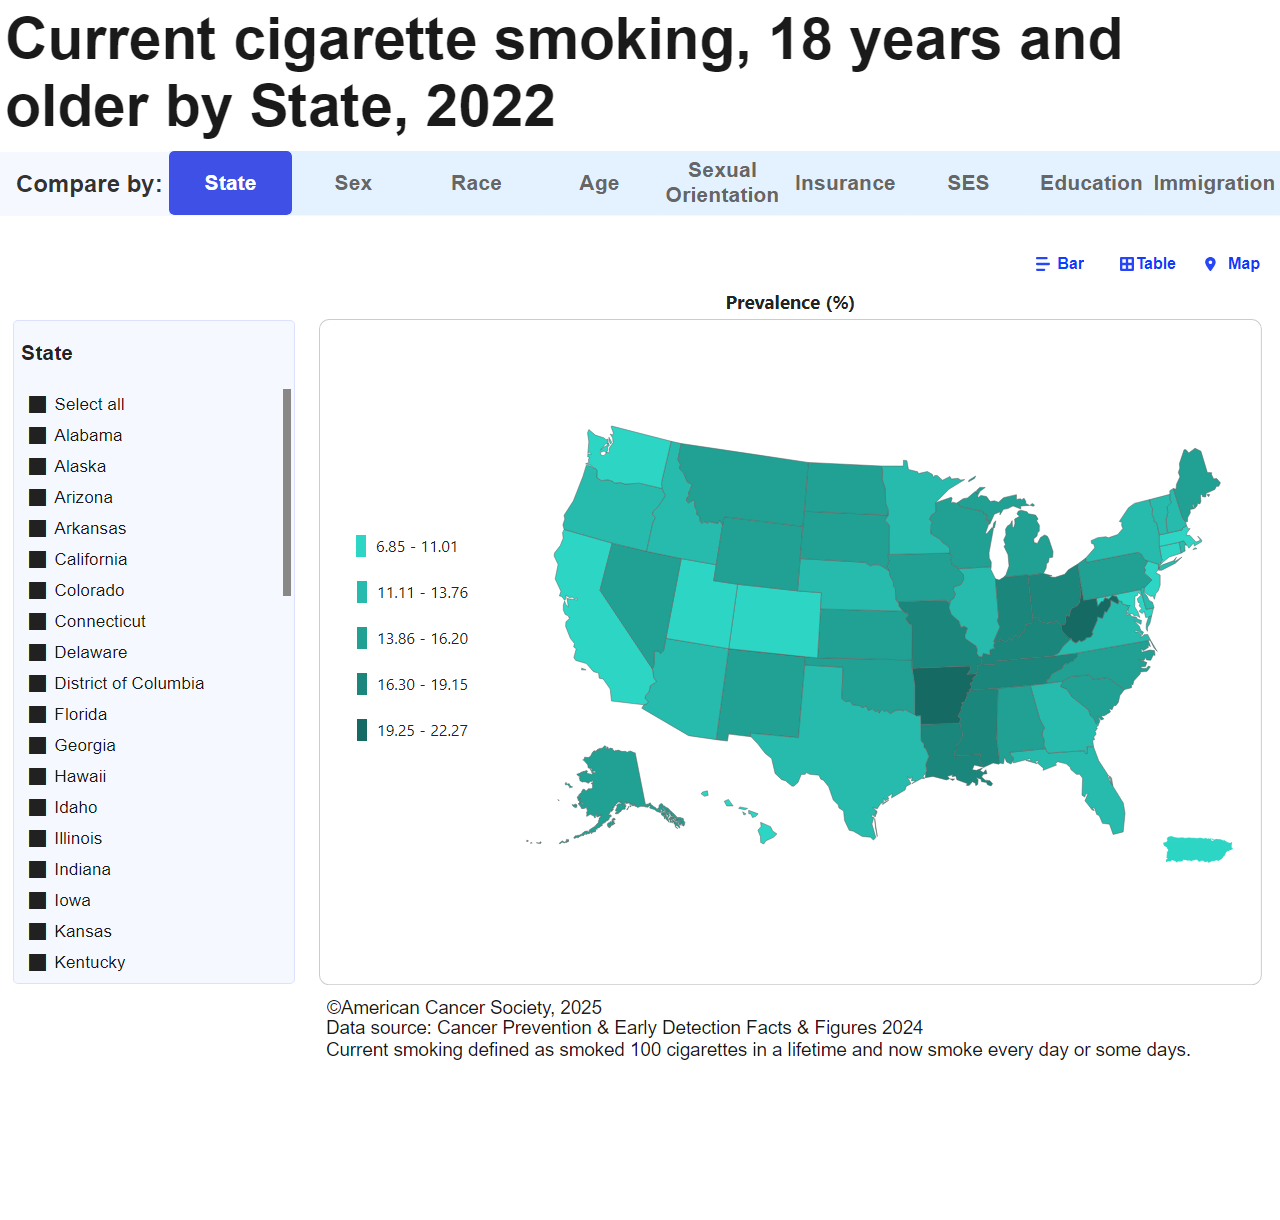 Current cigarette smoking, 18 years and
older by State, 2022
Compare by:
State
Sex
Race
Age
Sexual
Orientation
Insurance
SES
Education
Immigration
Bar
Table
Map
Prevalence (%)
State
Select all
Alabama
Alaska
Arizona
Arkansas
California
Colorado
Connecticut
Delaware
District of Columbia
Florida
Georgia
Hawaii
Idaho
Illinois
Indiana
Iowa
Kansas
Kentucky
6.85 - 11.01
11.11 - 13.76
13.86 - 16.20
16.30 - 19.15
19.25 - 22.27
©American Cancer Society, 2025
Data source: Cancer Prevention & Early Detection Facts & Figures 2024
Current smoking defined as smoked 100 cigarettes in a lifetime and now smoke every day or some days.